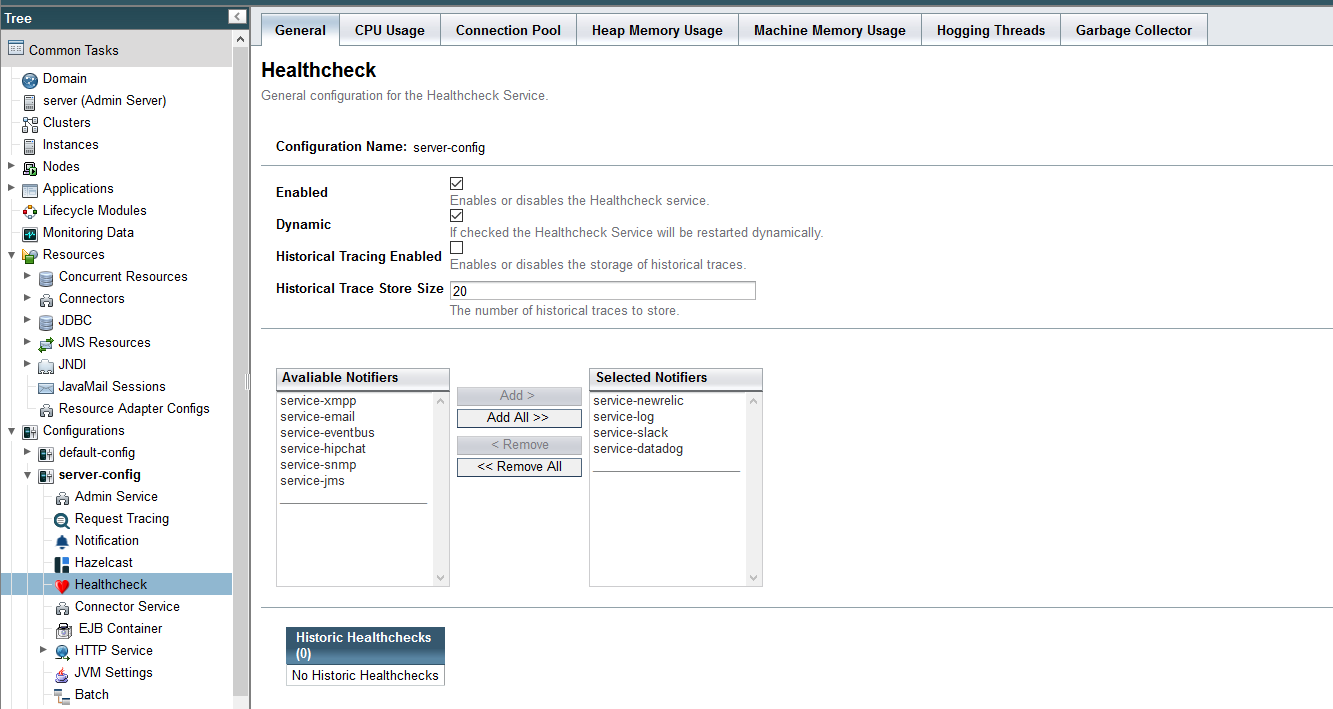 Tree
Common Tasks
Domain
server (Admin Server)
Clusters
Instances
Nodes
Applications
Lifecycle Modules
Monitoring Data
Resources
Concurrent Resources
Connectors
JDBC
JMS Resources
JNDI
JavaMail Sessions
Resource Adapter Configs
Configurations
default-config
server-config
Admin Service
Request Tracing
Notification
Hazelcast
Healthcheck
Connector Service
EJB Container
HTTP Service
JVM Settings
Batch
General
CPU Usage
Connection Pool
Heap Memory Usage
Machine Memory Usage
Hogging Threads
Garbage Collector
Healthcheck
General configuration for the Healthcheck Service.
Configuration Name: server-config
Enabled
Enables or disables the Healthcheck service.
Dynamic
If checked the Healthcheck Service will be restarted dynamically.
Historical Tracing Enabled
Enables or disables the storage of historical traces.
Historical Trace Store Size 20
The number of historical traces to store.
Avaliable Notifiers
service-xmpp
service-email
service-eventbus
service-hipchat
service-snmp
service-jms
Add >
Add All >>
< Remove
<< Remove All
Selected Notifiers
service-newrelic
service-log
service-slack
service-datadog
Historic Healthchecks
(0)
No Historic Healthchecks